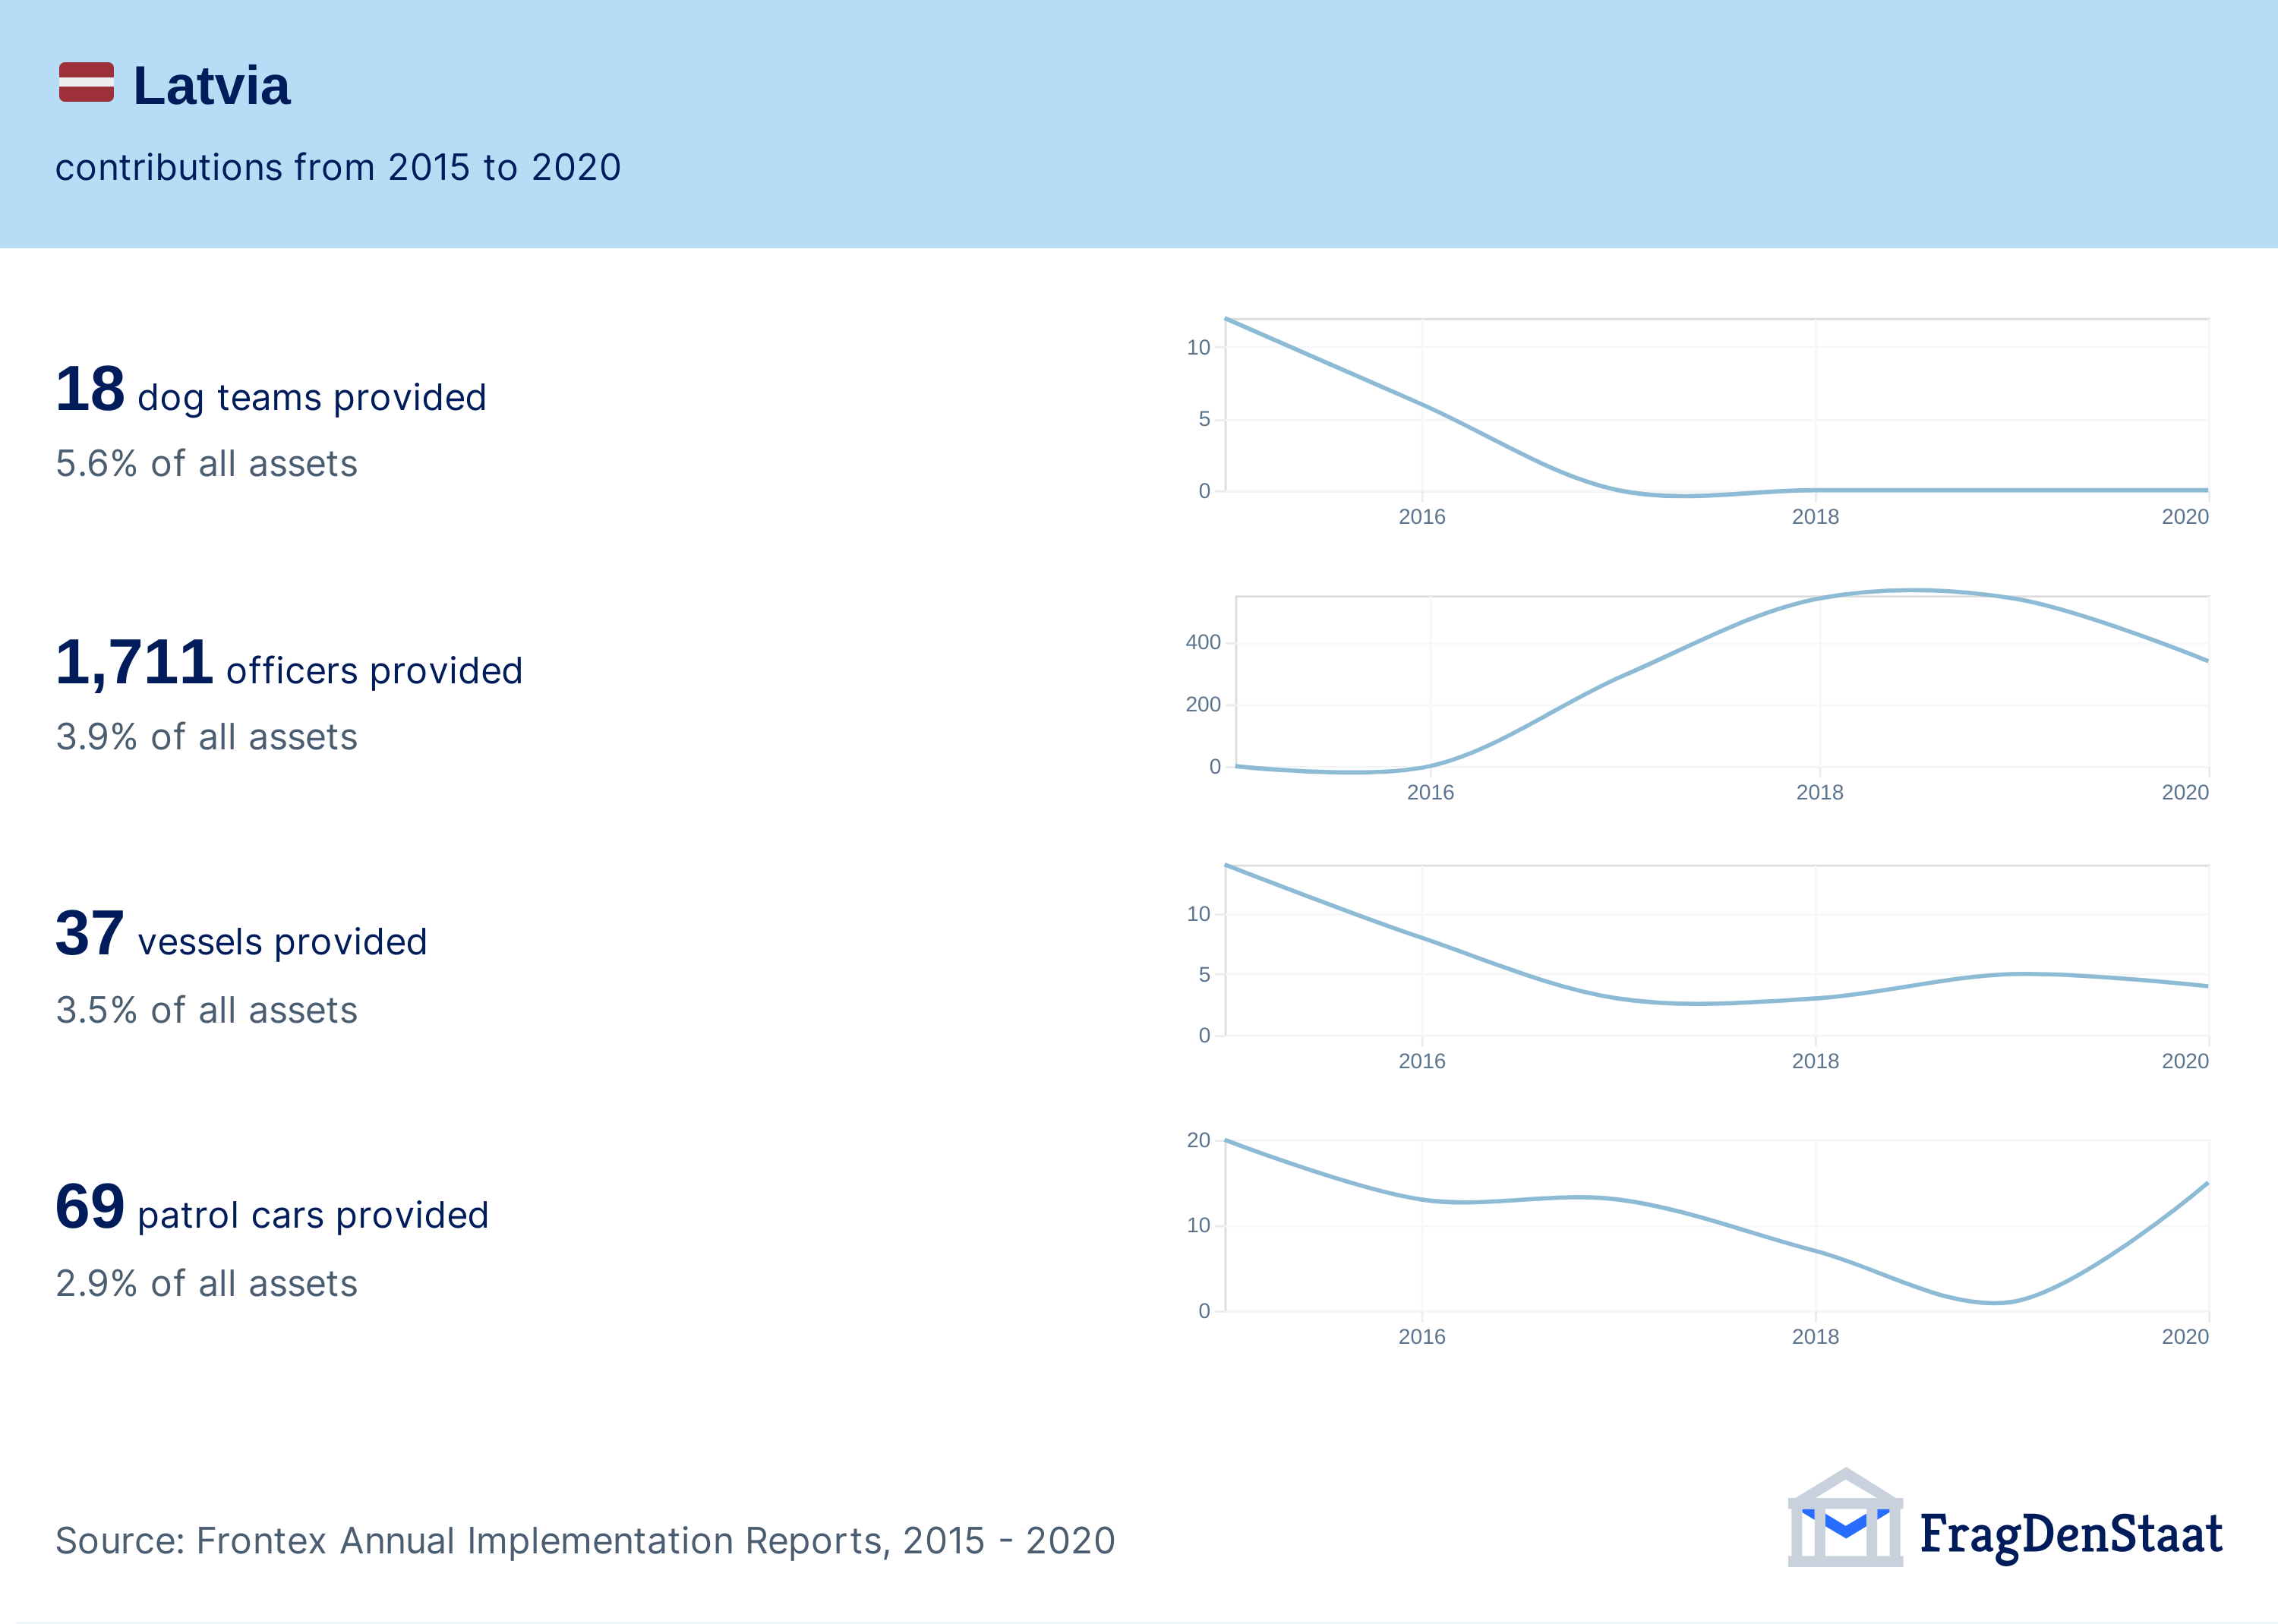 Latvia
contributions from 2015 to 2020
18 dog teams provided
5.6% of all assets
10
5
0
2016 2018 2020
1,711 officers provided
3.9% of all assets
400
200
0
2016 2018 2020
37 vessels provided
3.5% of all assets
10
5
0
2016 2018 2020
69 patrol cars provided
2.9% of all assets
20
10
0
2016 2018 2020
Source: Frontex Annual Implementation Reports, 2015 - 2020
FragDenStaat